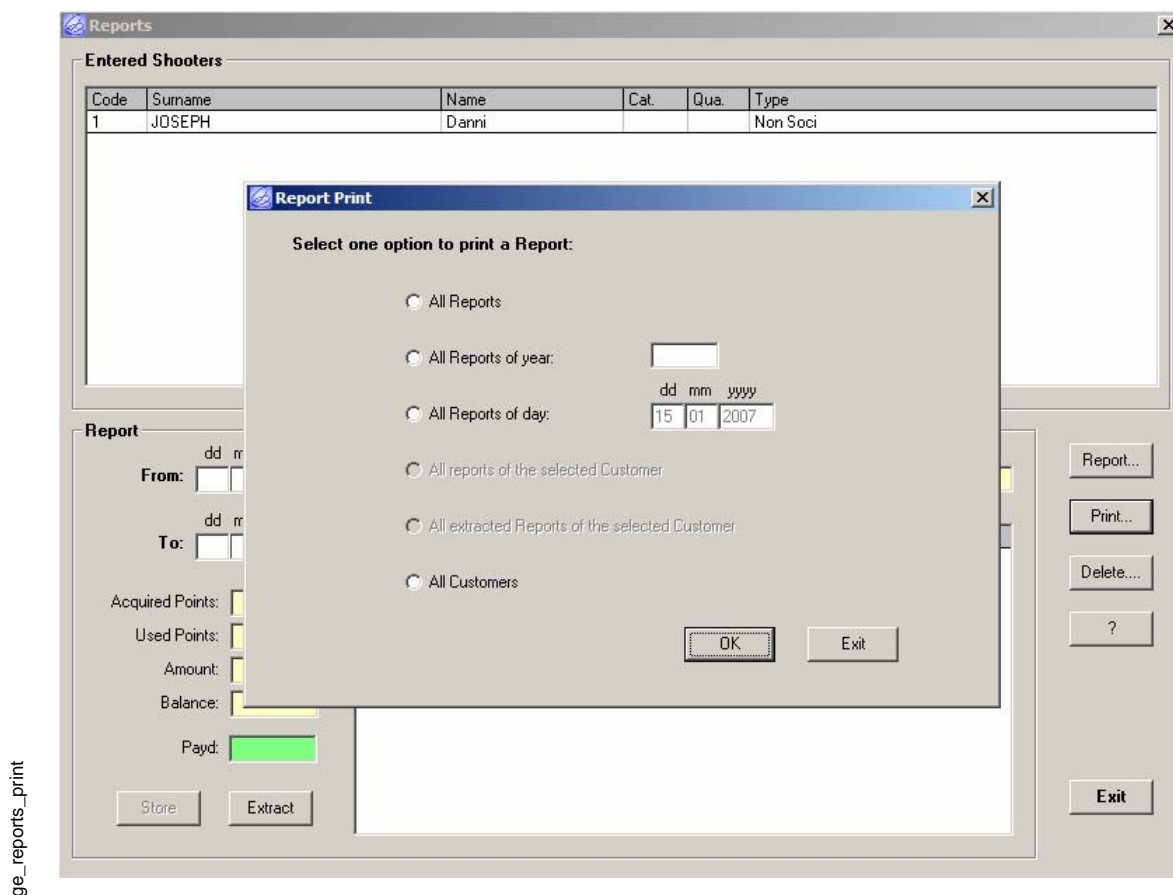 Reports
Entered Shooters
Code Surname Name Cat. Qua. Type
1 JOSEPH Danni Non Soci
Report Print
Select one option to print a Report:
All Reports
All Reports of year:
dd mm yyyy
All Reports of day: 15 01 2007
All reports of the selected Customer
All extracted Reports of the selected Customer
All Customers
OK Exit
Report
dd
From:
dd
To:
Acquired Points:
Used Points:
Amount:
Balance:
Payd:
Store Extract
Report...
Print...
Delete....
?
Exit
ge_reports_print